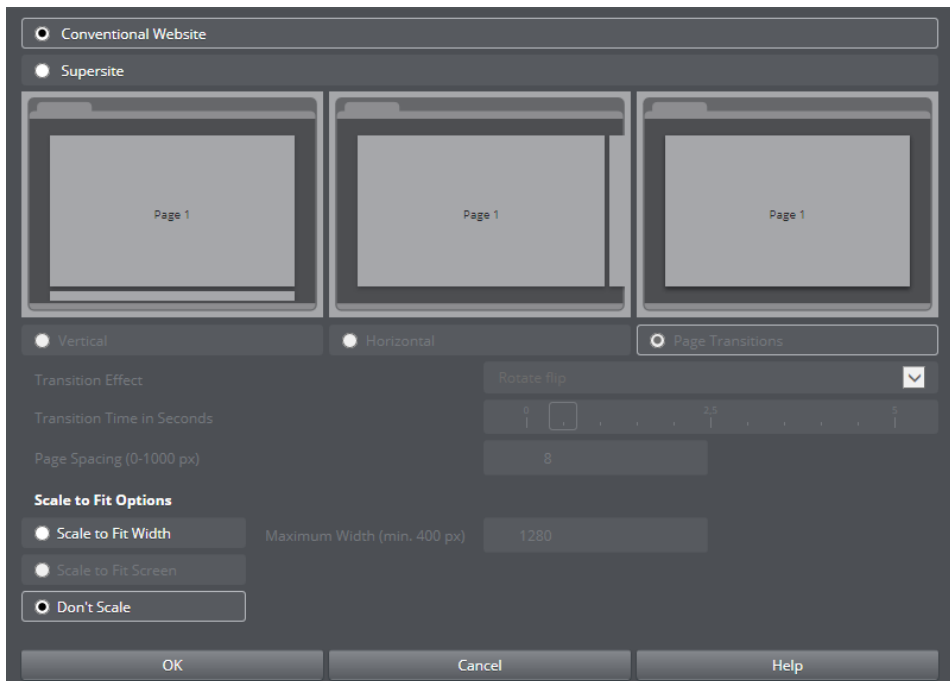 Conventional Website
Supersite
Page 1 Page 1 Page 1
Vertical Horizontal Page Transitions
Transition Effect Rotate flip
Transition Time in Seconds 0 2.5 5
Page Spacing (0-1000 px) 8
Scale to Fit Options
Scale to Fit Width Maximum Width (min. 400 px) 1280
Scale to Fit Screen
Don't Scale
OK Cancel Help